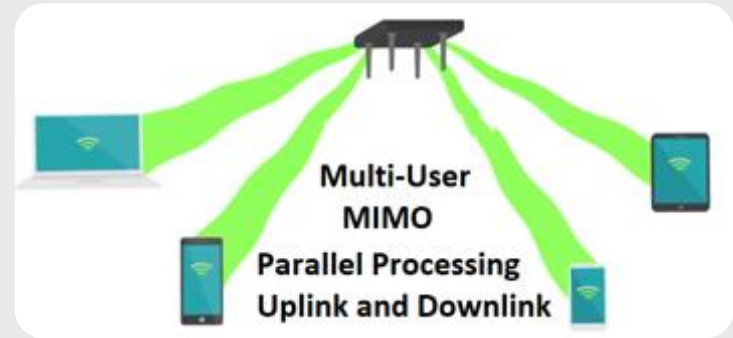 Multi-User
MIMO
Parallel Processing
Uplink and Downlink